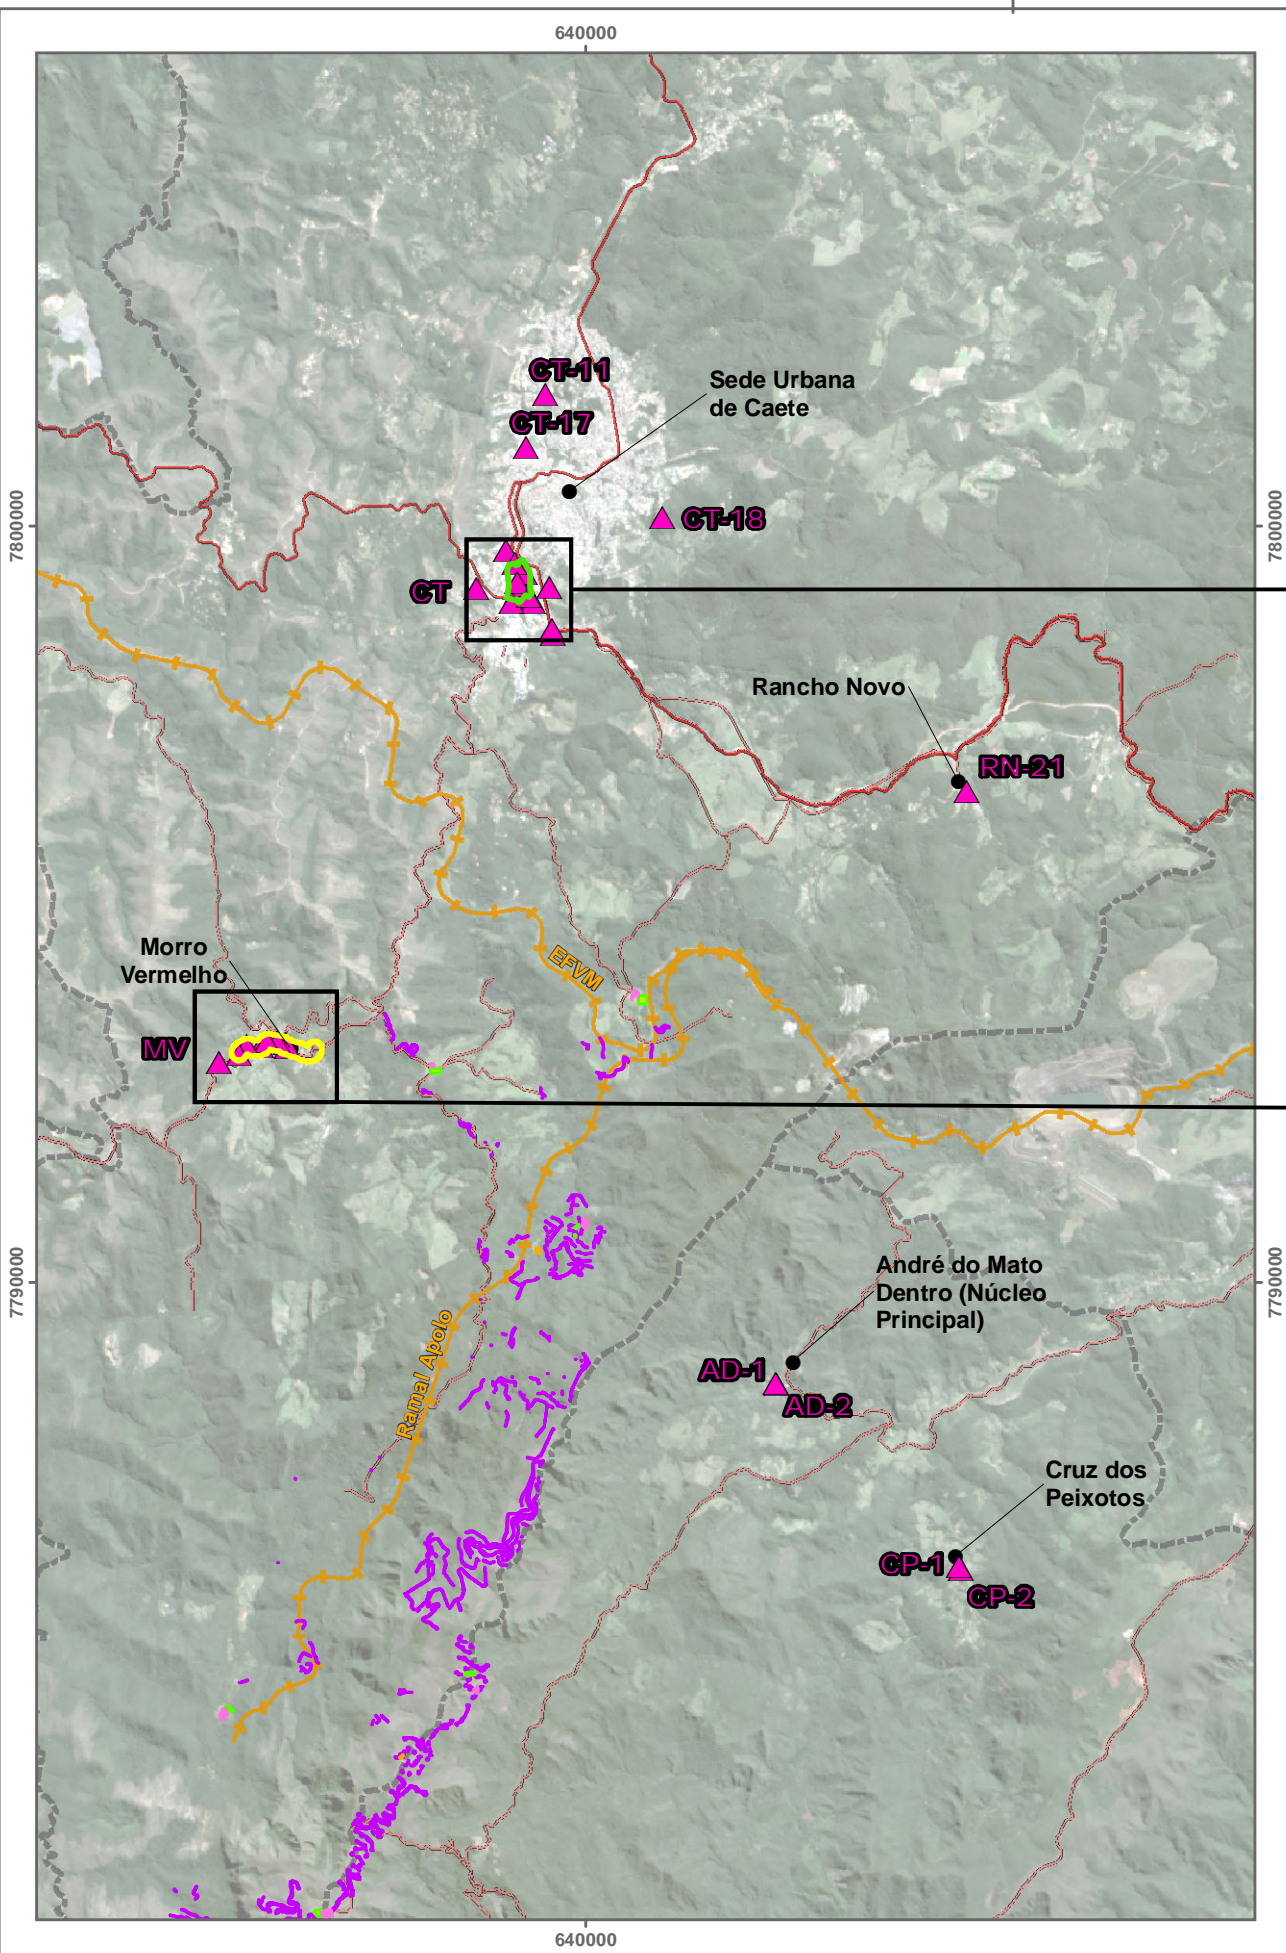 640000
CT-11
Sede Urbana
de Caete
CT-17
7800000
CT-18
7800000
CT
Rancho Novo
RN-21
Morro
Vermelho
EFVM
MV
André do Mato
Dentro (Núcleo
Principal)
7790000
7790000
Ramal Apolo
AD-1
AD-2
Cruz dos
Peixotos
CP-1
CP-2
640000